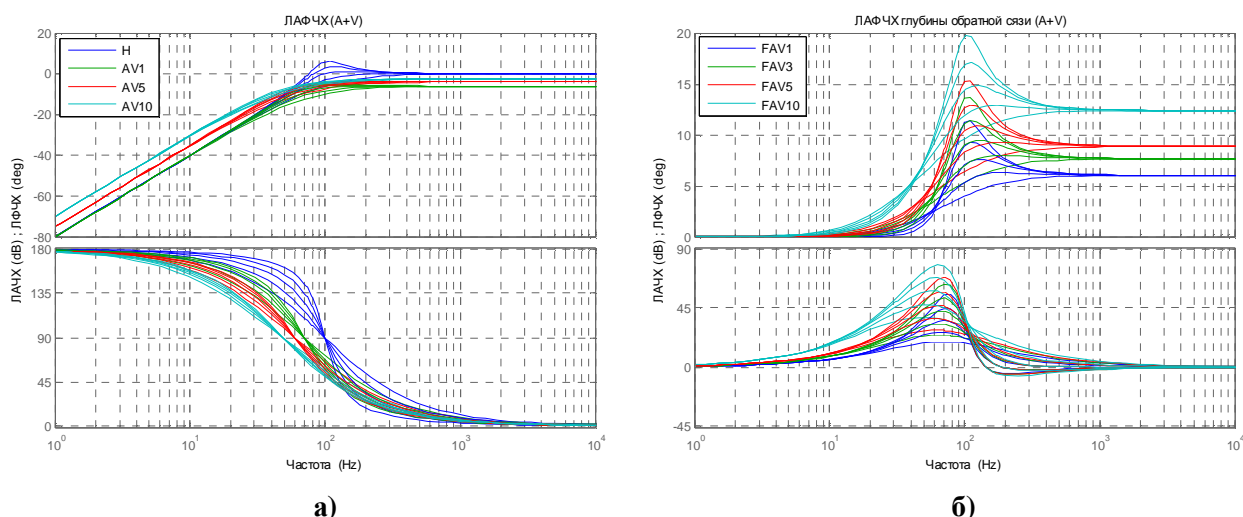 ЛАФЧХ (A+V)
ЛАЧХ (dB) ; ЛФЧХ (deg)
20
0
-20
-40
-60
-80
H
AV1
AV5
AV10
180
135
90
45
0
10^0
10^1
10^2
10^3
10^4
Частота (Hz)
а)
ЛАФЧХ глубины обратной сязи (A+V)
ЛАЧХ (dB) ; ЛФЧХ (deg)
20
15
10
5
0
FAV1
FAV3
FAV5
FAV10
90
45
0
-45
10^0
10^1
10^2
10^3
10^4
Частота (Hz)
б)